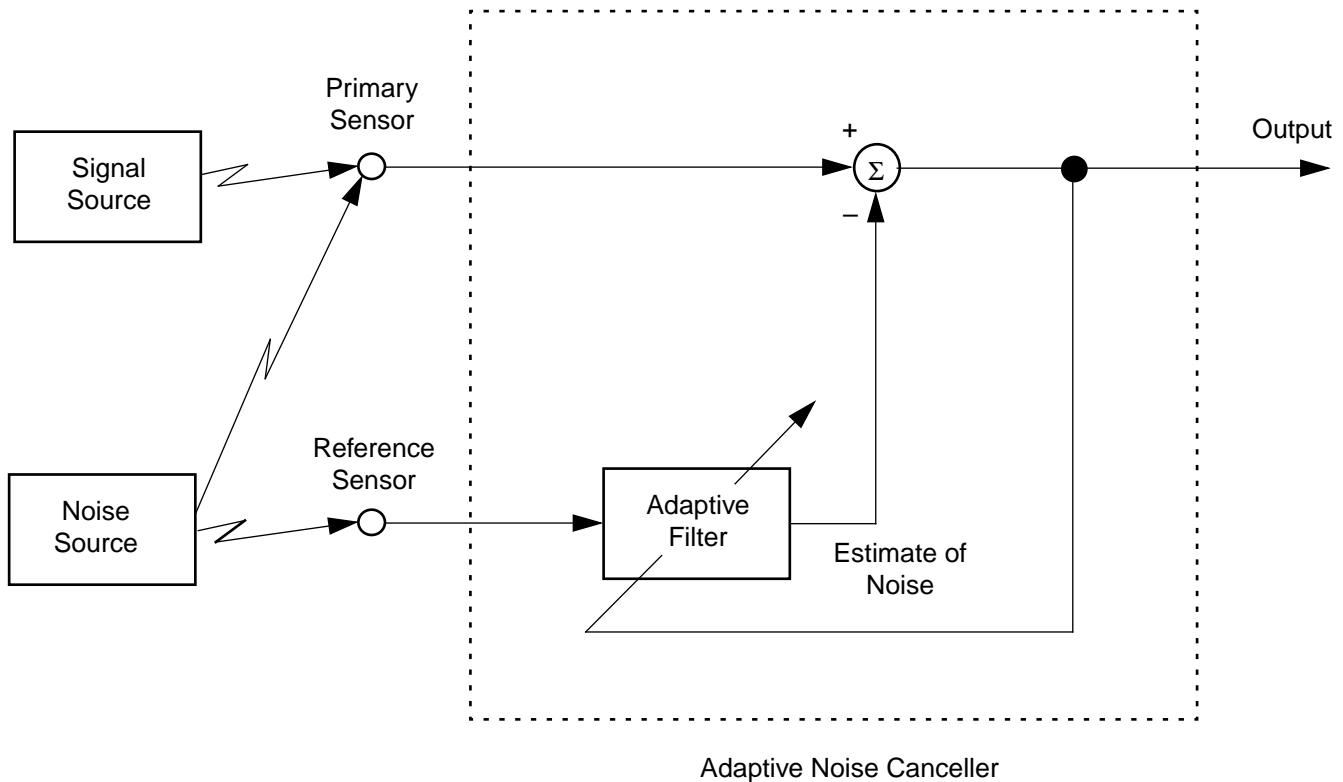 Primary
Sensor
Signal
Source
+
Σ
−
Output
Reference
Sensor
Noise
Source
Adaptive
Filter
Estimate of
Noise
Adaptive Noise Canceller